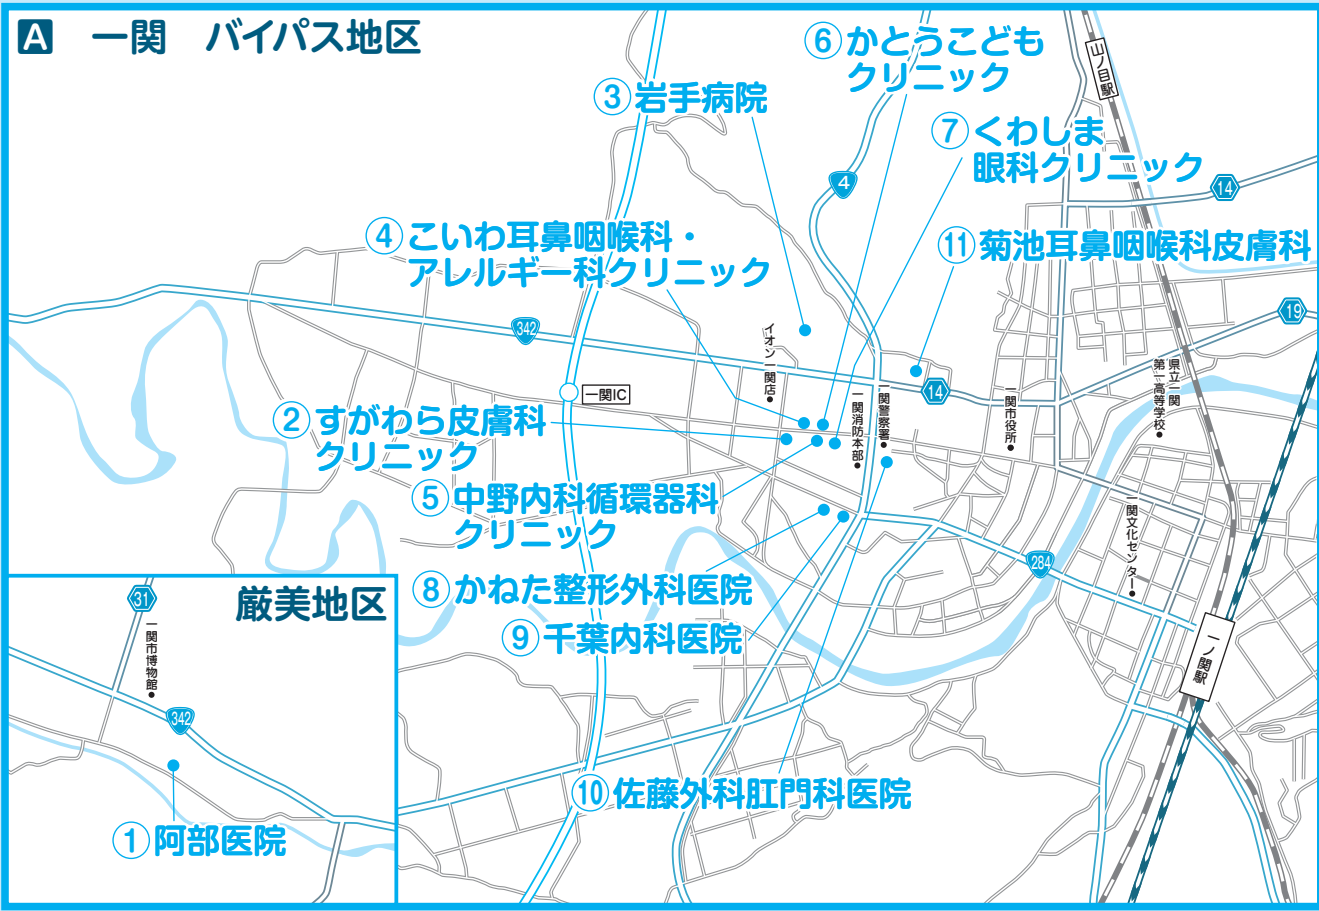 A 一関 バイパス地区
⑥かとうこども
クリニック
③岩手病院
山ノ目駅
⑦くわしま
眼科クリニック
4
14
④こいわ耳鼻咽喉科・
アレルギー科クリニック
⑪菊池耳鼻咽喉科皮膚科
342
19
イオン一関店
県立一関
第一高等学校
一関IC
14
一関警察署
一関消防本部
一関市役所
②すがわら皮膚科
クリニック
⑤中野内科循環器科
クリニック
一関文化センター
284
⑧かねた整形外科医院
⑨千葉内科医院
一ノ関駅
⑩佐藤外科肛門科医院
厳美地区
31
一関市博物館
342
①阿部医院